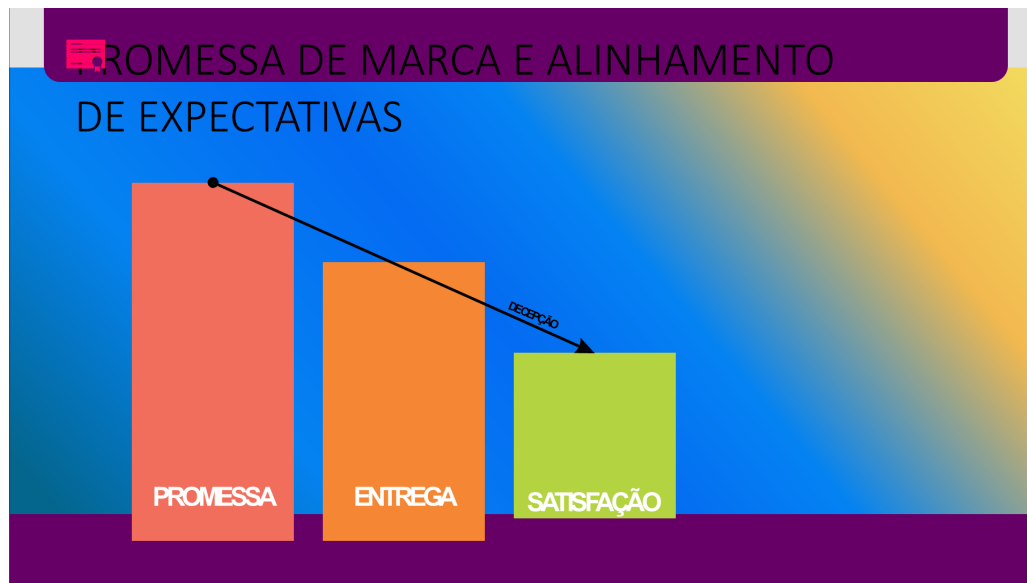 PROMESSA DE MARCA E ALINHAMENTO
DE EXPECTATIVAS
DECEPÇÃO
PROMESSA
ENTREGA
SATISFAÇÃO